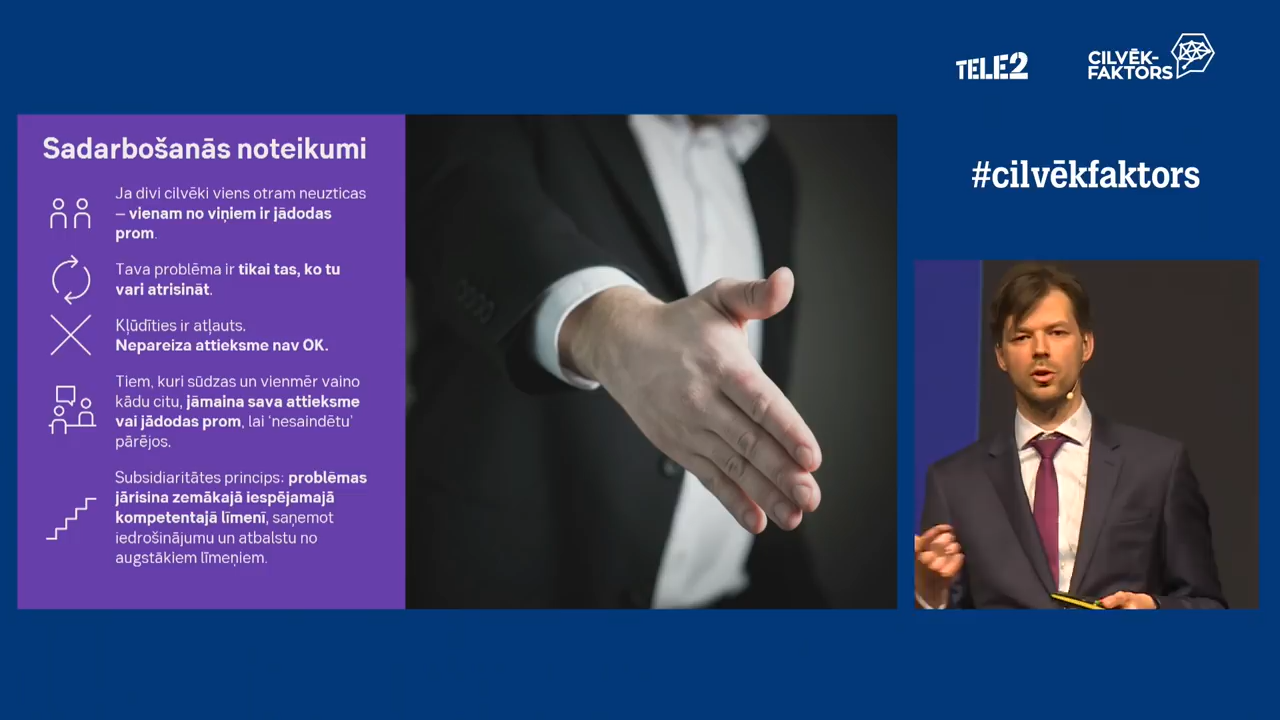 TELE2
CILVĒK-
FAKTORS
#cilvēkfaktors
Sadarbošanās noteikumi
Ja divi cilvēki viens otram neuzticas
– vienam no viņiem ir jādodas
prom.
Tava problēma ir tikai tas, ko tu
vari atrisināt.
Kļūdīties ir atļauts.
Nepareiza attieksme nav OK.
Tiem, kuri sūdzas un vienmēr vaino
kādu citu, jāmaina sava attieksme
vai jādodas prom, lai ‘nesaindētu’
pārējos.
Subsidiaritātes princips: problēmas
jārisina zemākajā iespējamajā
kompetentajā līmenī, saņemot
iedrošinājumu un atbalstu no
augstākiem līmeņiem.